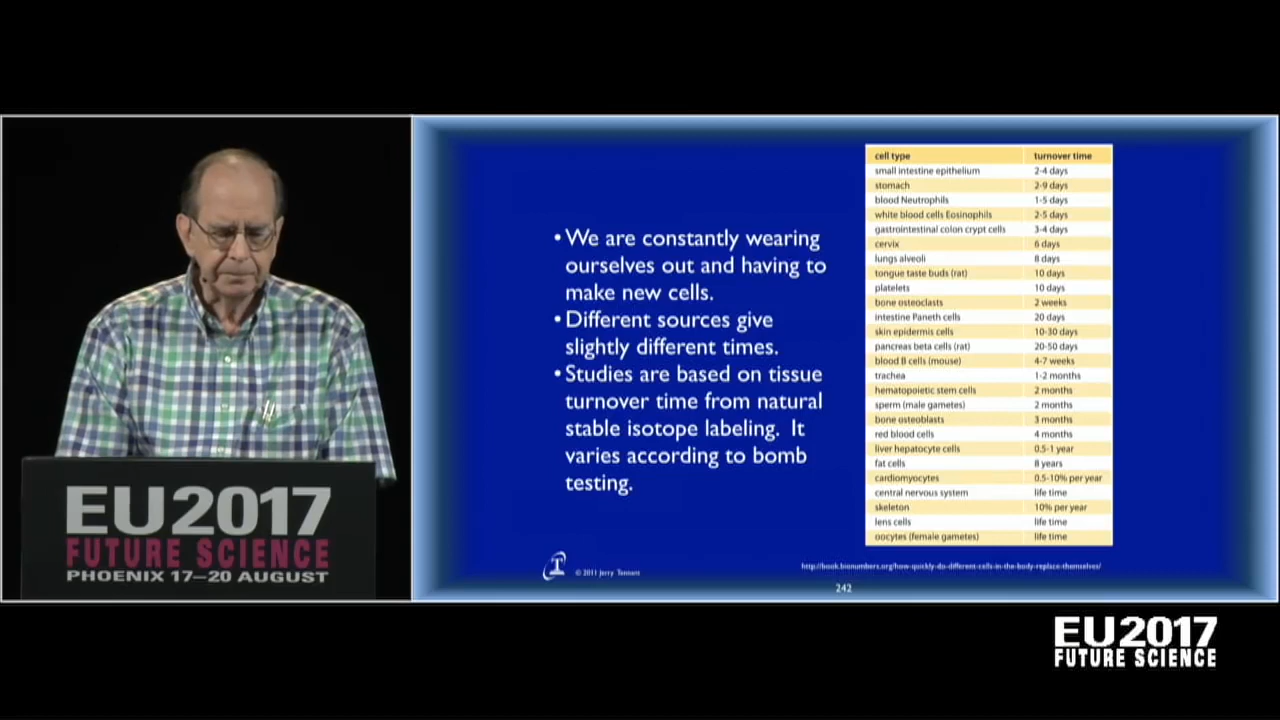 • We are constantly wearing
ourselves out and having to
make new cells.
• Different sources give
slightly different times.
• Studies are based on tissue
turnover time from natural
stable isotope labeling. It
varies according to bomb
testing.
cell type turnover time
small intestine epithelium 2-4 days
stomach 2-9 days
blood Neutrophils 1-5 days
white blood cells Eosinophils 2-5 days
gastrointestinal colon crypt cells 3-4 days
cervix 6 days
lungs alveoli 8 days
tongue taste buds (rat) 10 days
platelets 10 days
bone osteoclasts 2 weeks
intestine Paneth cells 20 days
skin epidermis cells 10-30 days
pancreas beta cells (rat) 20-50 days
blood B cells (mouse) 4-7 weeks
trachea 1-2 months
hematopoietic stem cells 2 months
sperm (male gametes) 2 months
bone osteoblasts 3 months
red blood cells 4 months
liver hepatocyte cells 0.5-1 year
fat cells 8 years
cardiomyocytes 0.5-10% per year
central nervous system life time
skeleton 10% per year
lens cells life time
oocytes (female gametes) life time
T © 2011 Jerry Tennant
http://book.bionumbers.org/how-quickly-do-different-cells-in-the-body-replace-themselves/
242
EU2017
FUTURE SCIENCE
PHOENIX 17–20 AUGUST
EU2017
FUTURE SCIENCE